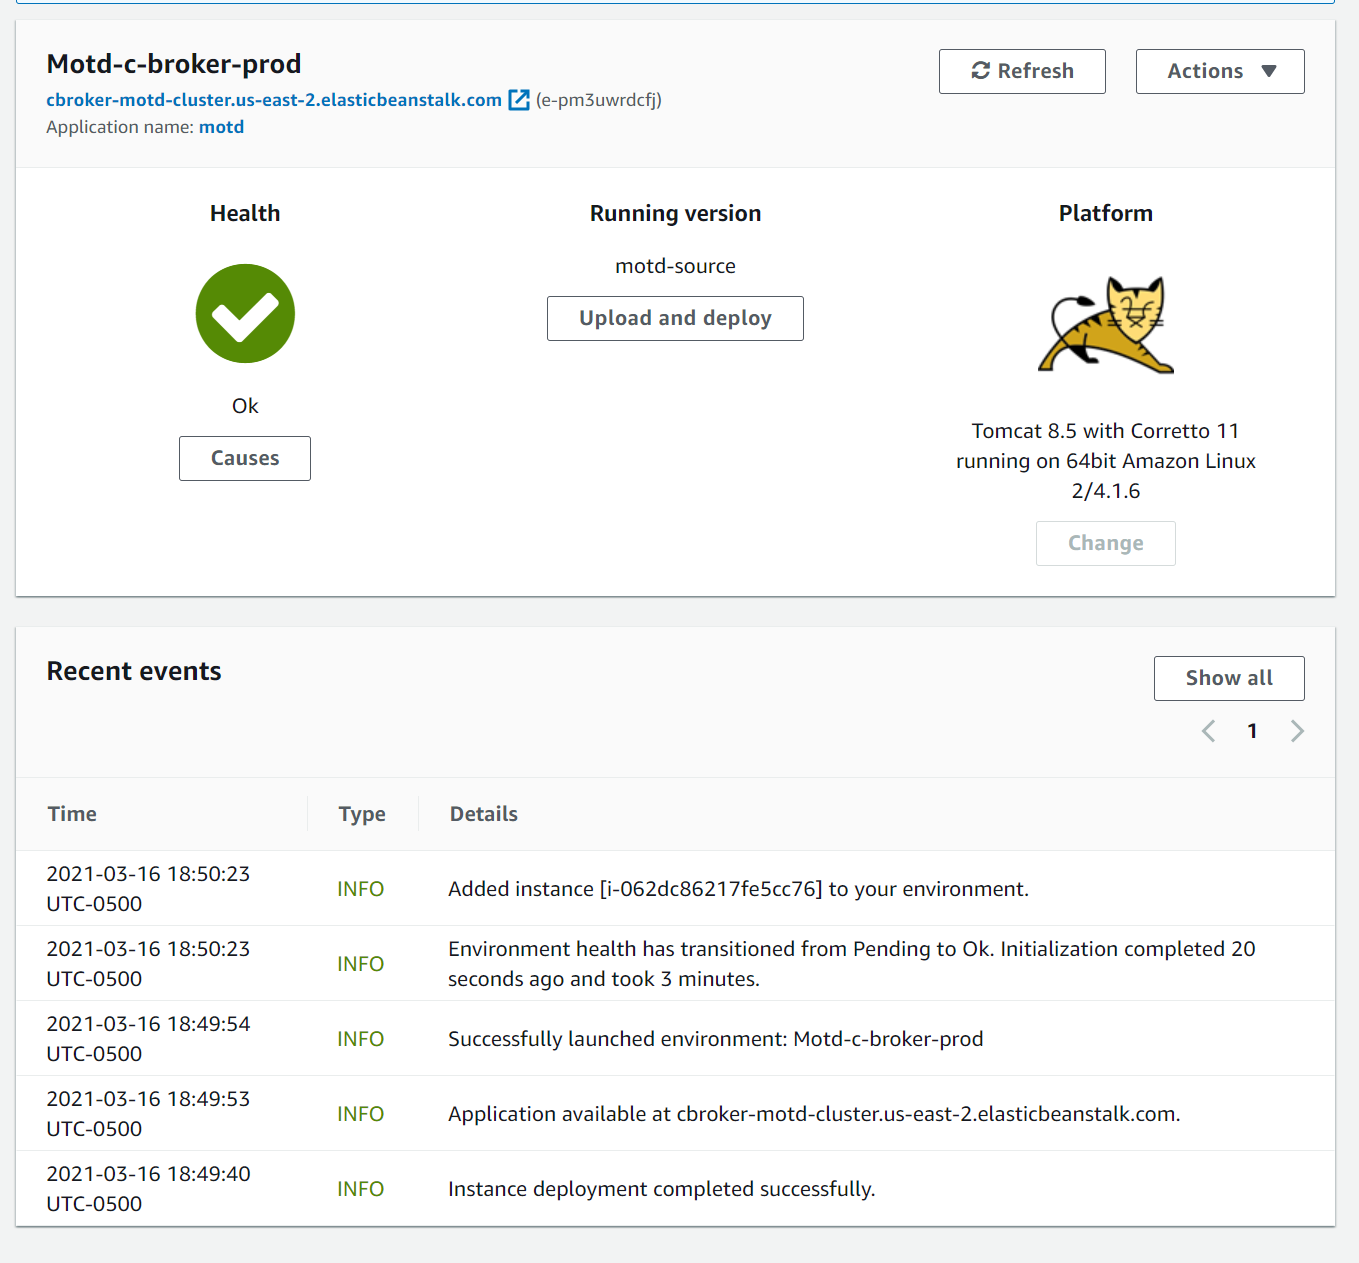 Motd-c-broker-prod
Refresh
Actions
cbroker-motd-cluster.us-east-2.elasticbeanstalk.com (e-pm3uwrdcfj)
Application name: motd
Health
Ok
Causes
Running version
motd-source
Upload and deploy
Platform
Tomcat 8.5 with Corretto 11
running on 64bit Amazon Linux
2/4.1.6
Change
Recent events
Show all
1
Time Type Details
2021-03-16 18:50:23
UTC-0500
INFO
Added instance [i-062dc86217fe5cc76] to your environment.
2021-03-16 18:50:23
UTC-0500
INFO
Environment health has transitioned from Pending to Ok. Initialization completed 20
seconds ago and took 3 minutes.
2021-03-16 18:49:54
UTC-0500
INFO
Successfully launched environment: Motd-c-broker-prod
2021-03-16 18:49:53
UTC-0500
INFO
Application available at cbroker-motd-cluster.us-east-2.elasticbeanstalk.com.
2021-03-16 18:49:40
UTC-0500
INFO
Instance deployment completed successfully.